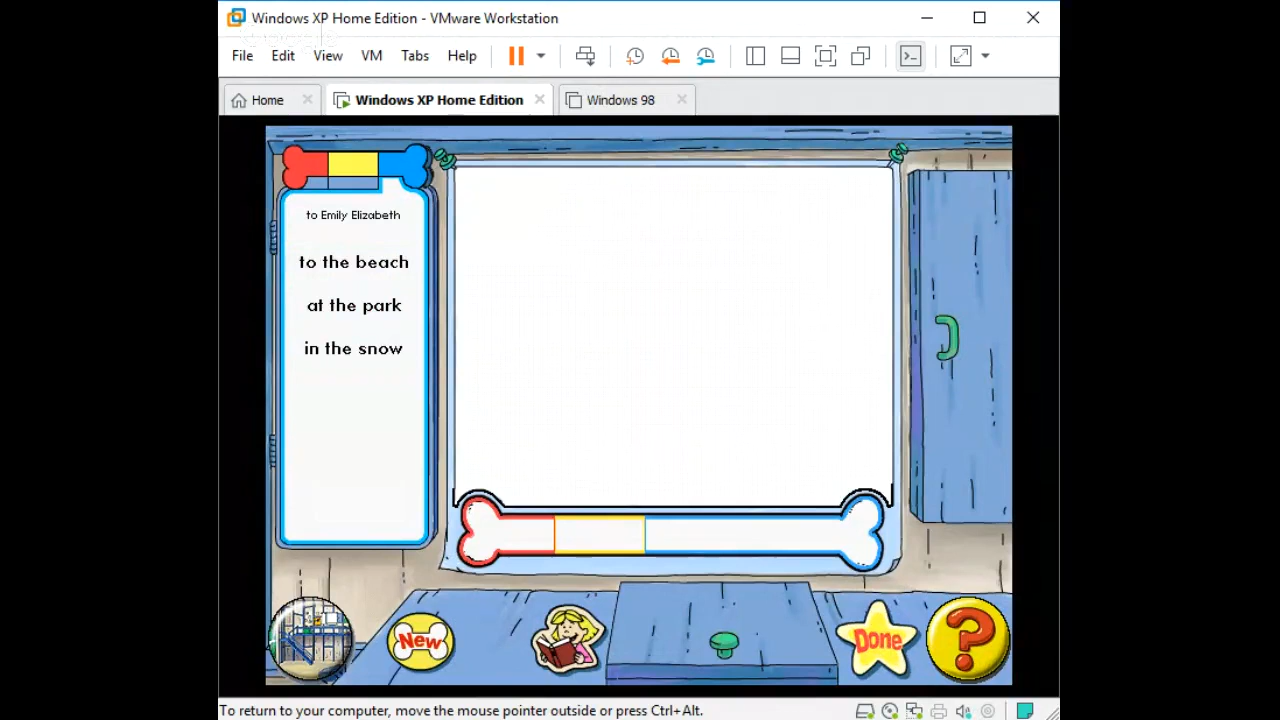 Windows XP Home Edition - VMware Workstation
File Edit View VM Tabs Help
Home Windows XP Home Edition Windows 98
to Emily Elizabeth
to the beach
at the park
in the snow
New
Done
?
To return to your computer, move the mouse pointer outside or press Ctrl+Alt.